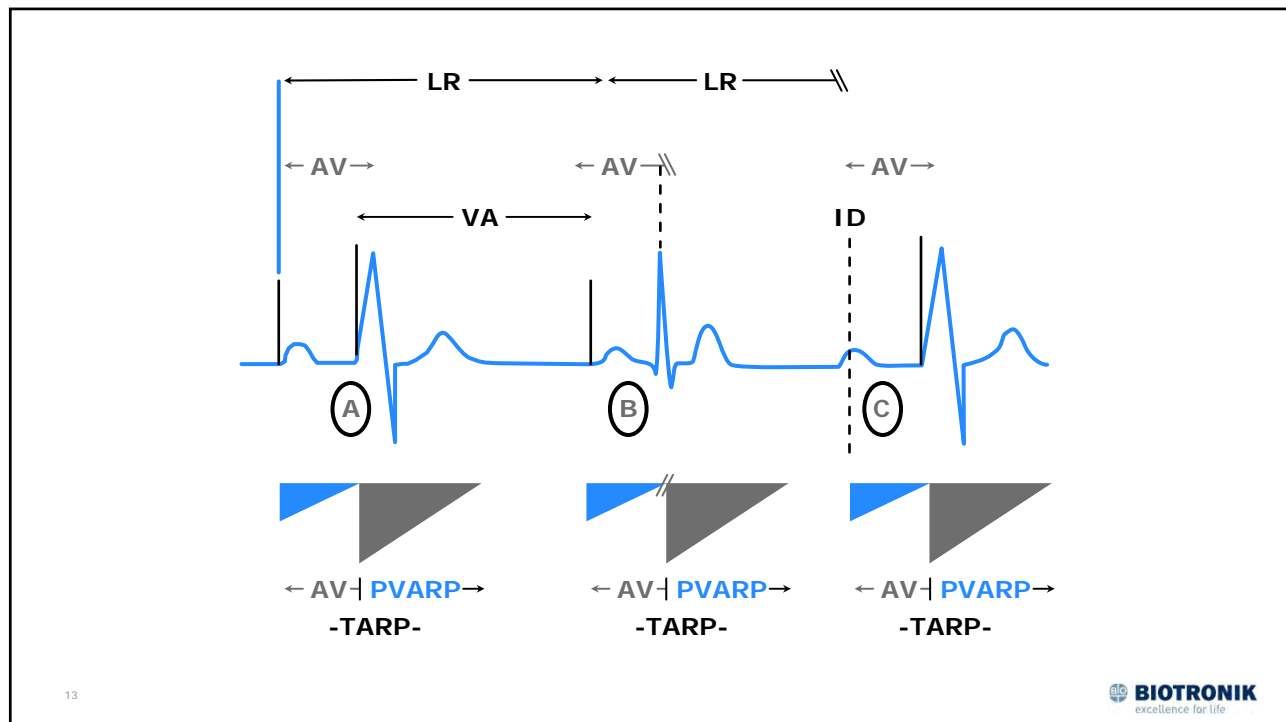 LR LR
AV AV AV
VA ID
A B C
AV PVARP AV PVARP AV PVARP
-TARP- -TARP- -TARP-
13
BIO BIOTRONIK
excellence for life